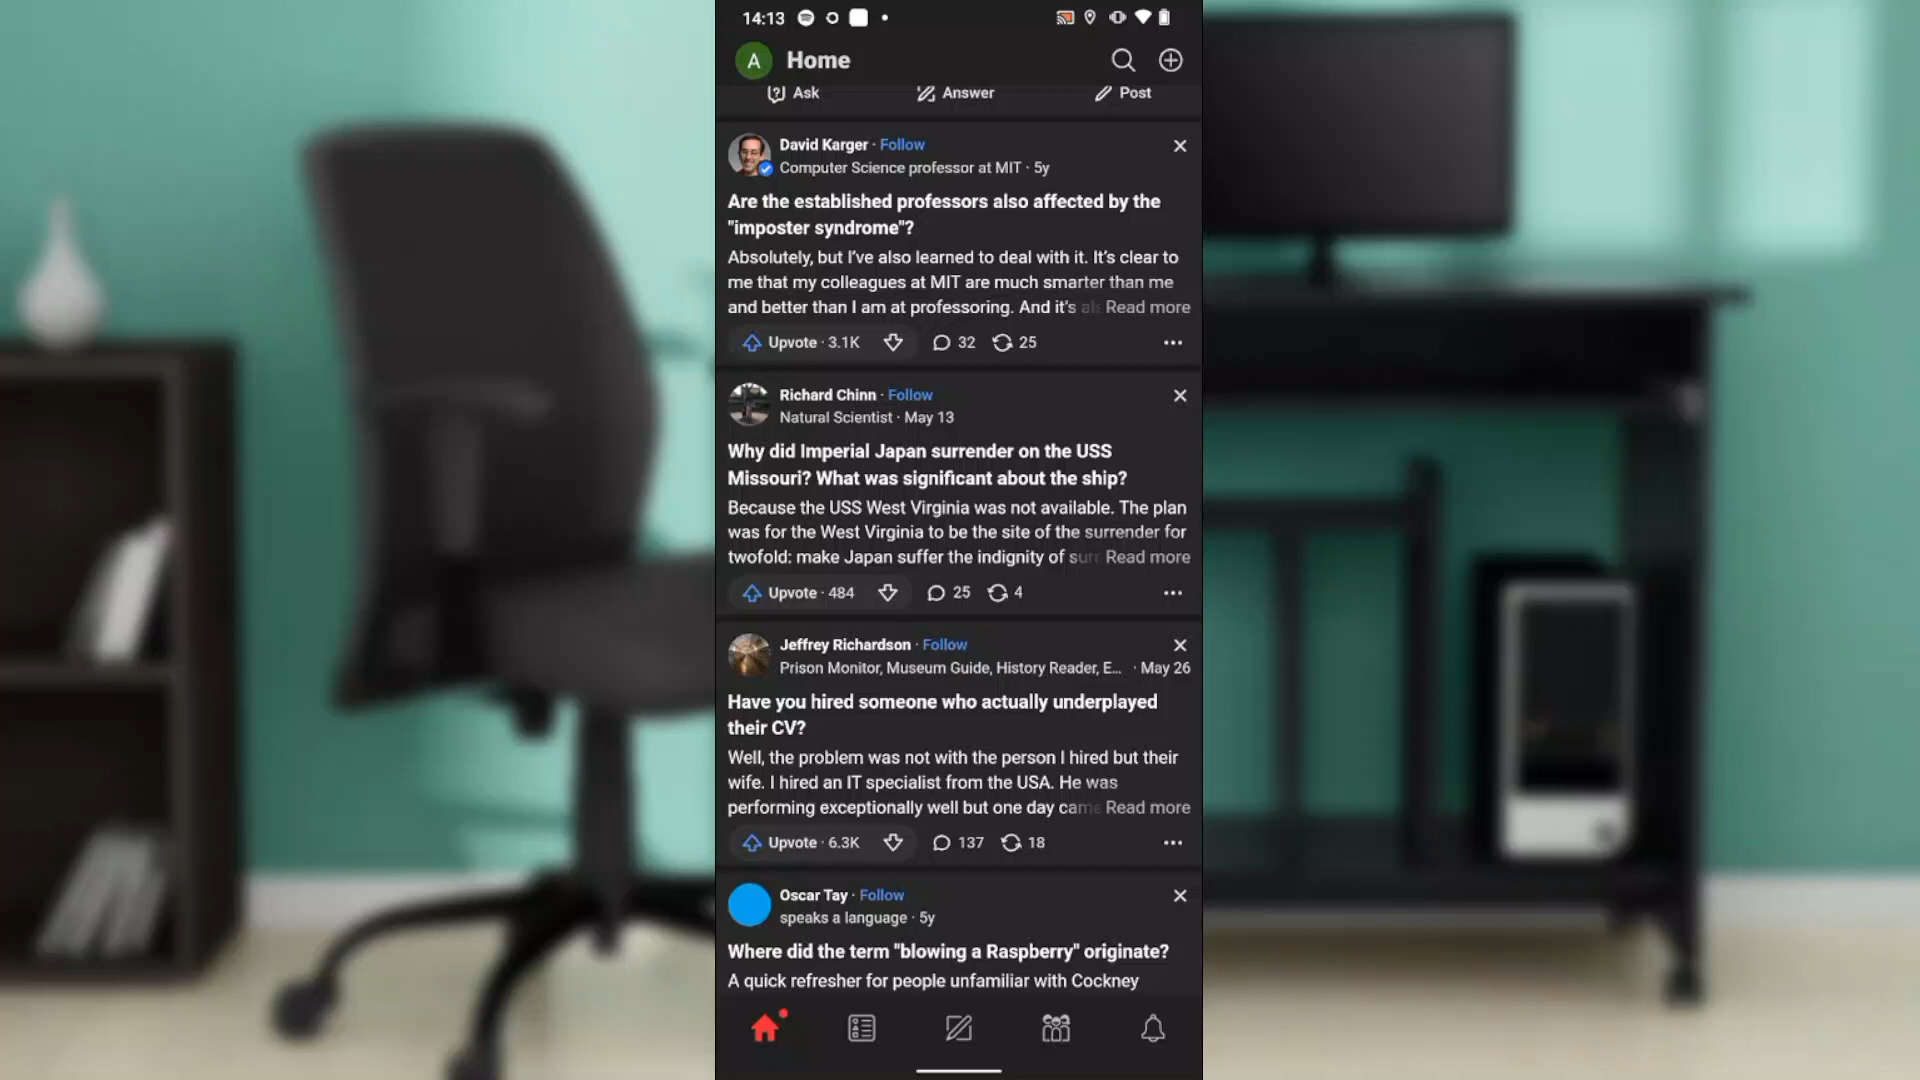 14:13
A Home
Ask Answer Post
David Karger · Follow
Computer Science professor at MIT · 5y
Are the established professors also affected by the
"imposter syndrome"?
Absolutely, but I've also learned to deal with it. It's clear to
me that my colleagues at MIT are much smarter than me
and better than I am at professoring. And it's als Read more
Upvote · 3.1K 32 25
Richard Chinn · Follow
Natural Scientist · May 13
Why did Imperial Japan surrender on the USS
Missouri? What was significant about the ship?
Because the USS West Virginia was not available. The plan
was for the West Virginia to be the site of the surrender for
twofold: make Japan suffer the indignity of surr Read more
Upvote · 484 25 4
Jeffrey Richardson · Follow
Prison Monitor, Museum Guide, History Reader, E... · May 26
Have you hired someone who actually underplayed
their CV?
Well, the problem was not with the person I hired but their
wife. I hired an IT specialist from the USA. He was
performing exceptionally well but one day came Read more
Upvote · 6.3K 137 18
Oscar Tay · Follow
speaks a language · 5y
Where did the term "blowing a Raspberry" originate?
A quick refresher for people unfamiliar with Cockney